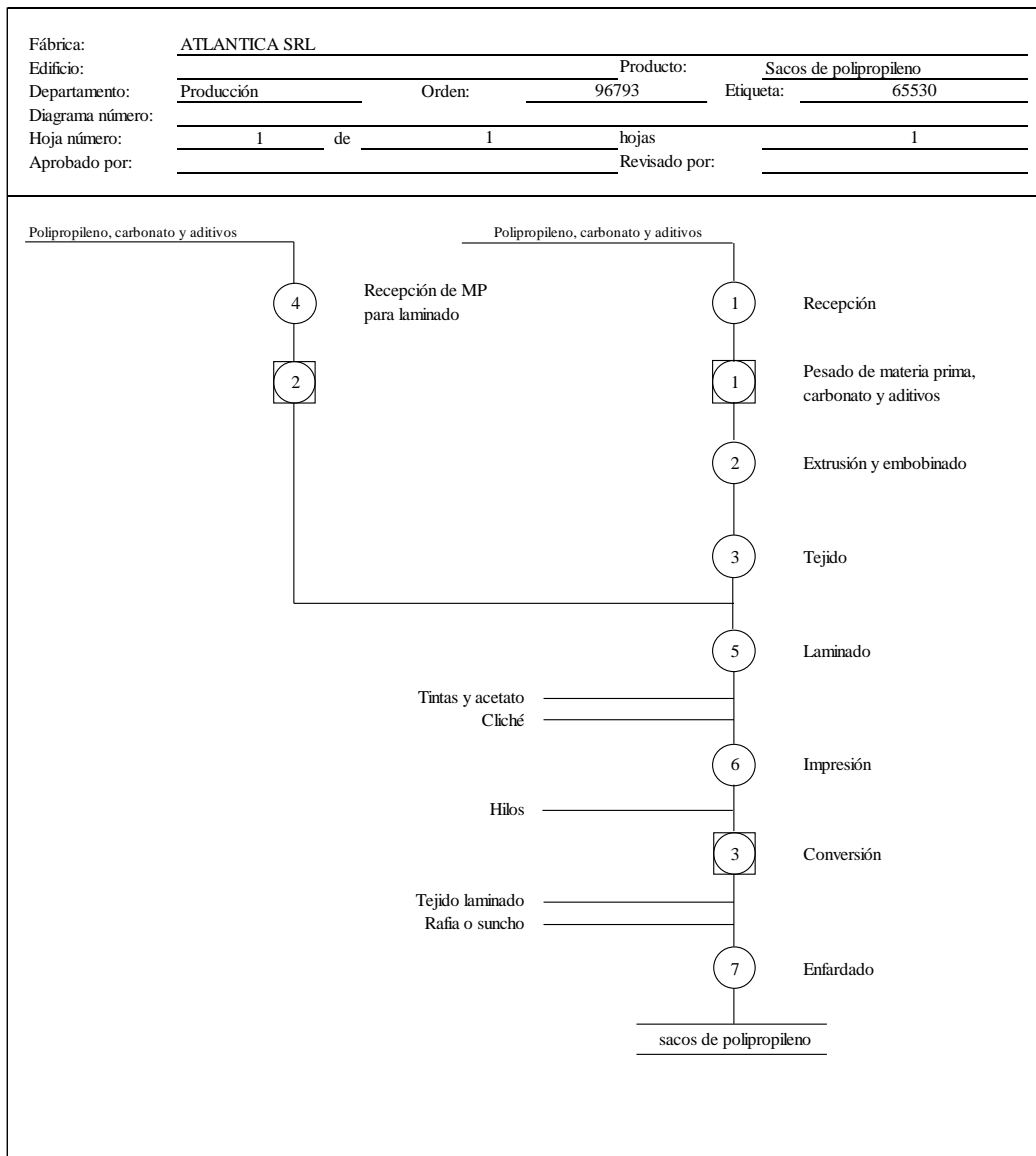 Fábrica: ATLANTICA SRL
Edificio: Producto: Sacos de polipropileno
Departamento: Producción Orden: 96793 Etiqueta: 65530
Diagrama número:
Hoja número: 1 de 1 hojas 1
Aprobado por: Revisado por:
Polipropileno, carbonato y aditivos Polipropileno, carbonato y aditivos
4 Recepción de MP
para laminado
1 Recepción
2
1 Pesado de materia prima,
carbonato y aditivos
2 Extrusión y embobinado
3 Tejido
5 Laminado
Tintas y acetato
Cliché
6 Impresión
Hilos
3 Conversión
Tejido laminado
Rafia o suncho
7 Enfardado
sacos de polipropileno